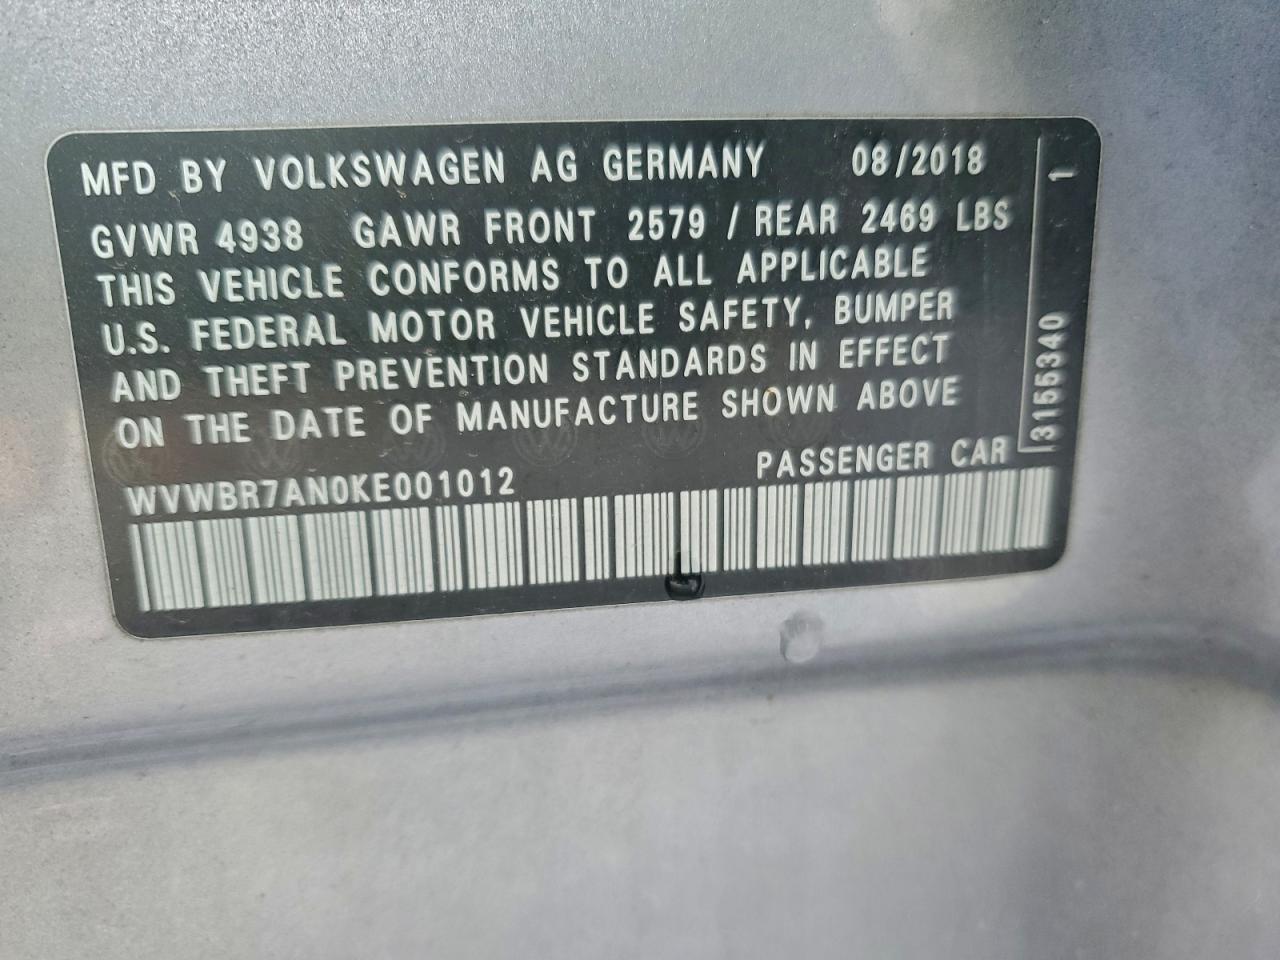 MFD BY VOLKSWAGEN AG GERMANY 08/2018
GVWR 4938 GAWR FRONT 2579 / REAR 2469 LBS
THIS VEHICLE CONFORMS TO ALL APPLICABLE
U.S. FEDERAL MOTOR VEHICLE SAFETY, BUMPER
AND THEFT PREVENTION STANDARDS IN EFFECT
ON THE DATE OF MANUFACTURE SHOWN ABOVE
PASSENGER CAR
WVWBR7AN0KE001012
3155340 1